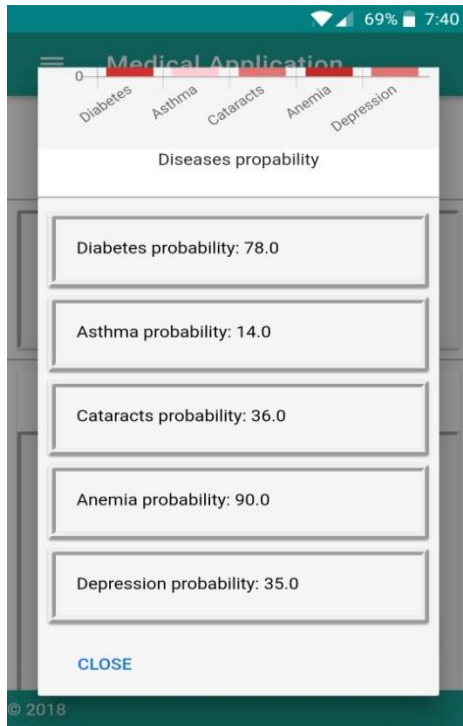 69% 7:40
Medical Application
0
Diabetes Asthma Cataracts Anemia Depression
Diseases propability
Diabetes probability: 78.0
Asthma probability: 14.0
Cataracts probability: 36.0
Anemia probability: 90.0
Depression probability: 35.0
CLOSE
© 2018